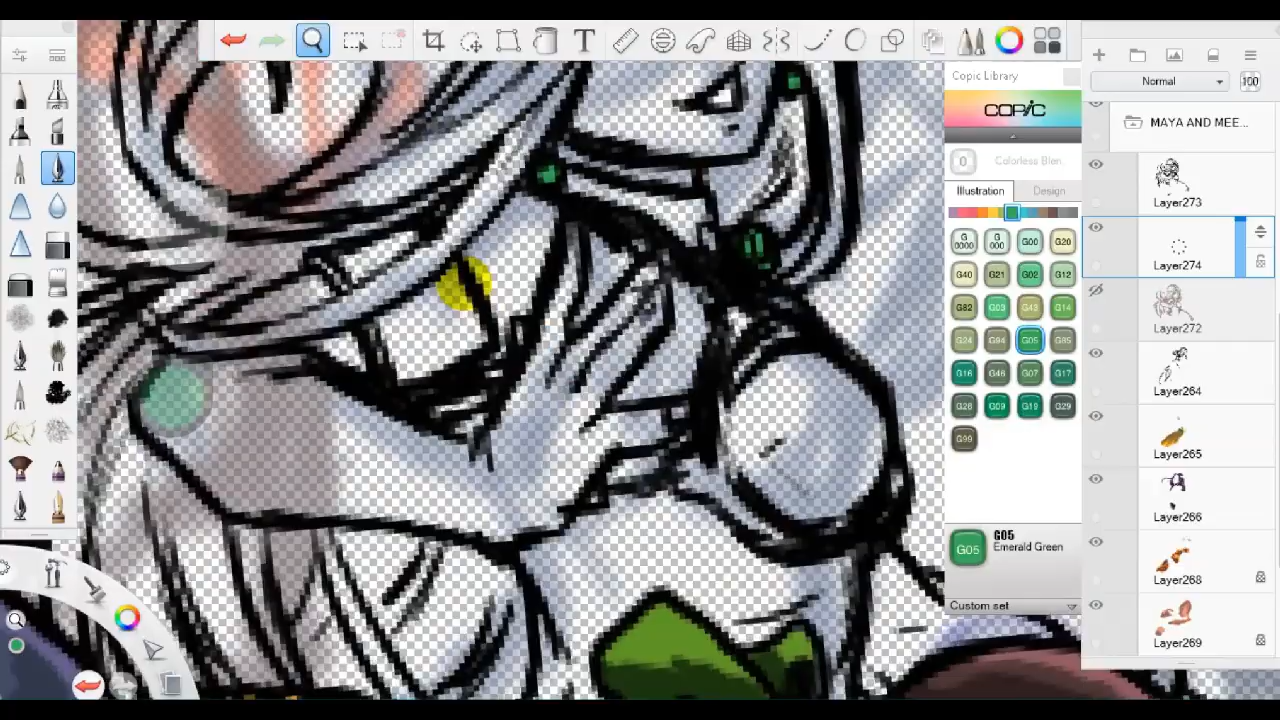 T
Copic Library
COPIC
0 Colorless Blen...
Illustration Design
G 0000 G 000 G00 G20
G40 G21 G02 G12
G82 G03 G43 G14
G24 G94 G05 G85
G16 G46 G07 G17
G28 G09 G19 G29
G99
G05 G05
Emerald Green
Custom set
Normal 100
MAYA AND MEE...
Layer273
Layer274
Layer272
Layer264
Layer265
Layer266
Layer268
Layer269